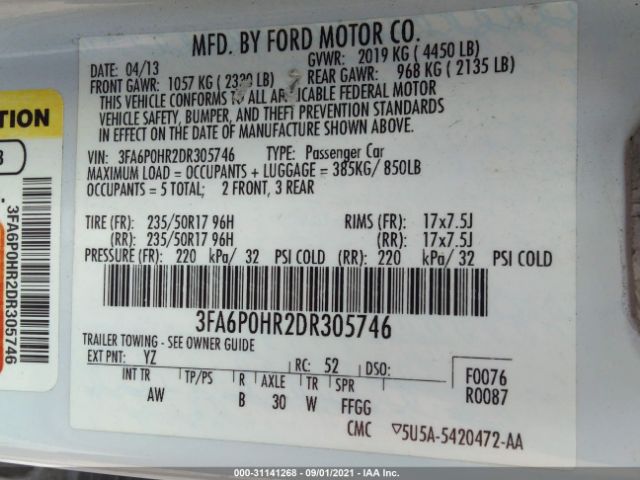 MFD. BY FORD MOTOR CO.
DATE: 04/13 GVWR: 2019 KG ( 4450 LB)
FRONT GAWR: 1057 KG ( LB) REAR GAWR: 968 KG ( 2135 LB)
THIS VEHICLE CONFORMS TO ALL APPLICABLE FEDERAL MOTOR
VEHICLE SAFETY, BUMPER, AND THEFT PREVENTION STANDARDS
IN EFFECT ON THE DATE OF MANUFACTURE SHOWN ABOVE.
VIN: 3FA6P0HR2DR305746 TYPE: Passenger Car
MAXIMUM LOAD = OCCUPANTS + LUGGAGE = 385KG/ 850LB
OCCUPANTS = 5 TOTAL; 2 FRONT, 3 REAR
TIRE (FR): 235/50R17 96H RIMS (FR): 17x7.5J
(RR): 235/50R17 96H (RR): 17x7.5J
PRESSURE (FR): 220 kPa/ 32 PSI COLD (RR): 220 kPa/ 32 PSI COLD
3FA6P0HR2DR305746
TRAILER TOWING - SEE OWNER GUIDE
EXT PNT: YZ RC: 52 DSO:
INT TR TP/PS R AXLE TR SPR
AW B 30 W FFGG
F0076
R0087
CMC ▽5U5A-5420472-AA
TION
3FA6P0HR2DR305746
000-31141268 - 09/01/2021 - IAA Inc.